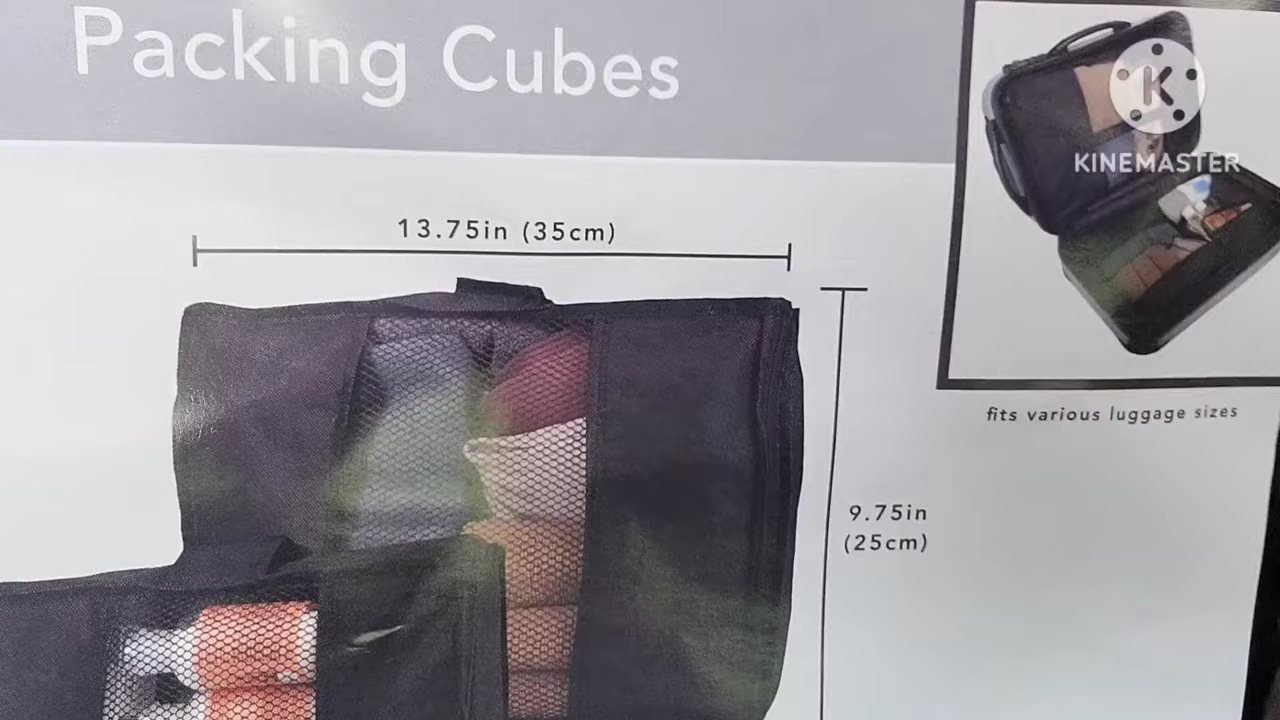 Packing Cubes
K
KINEMASTER
13.75in (35cm)
fits various luggage sizes
9.75in
(25cm)